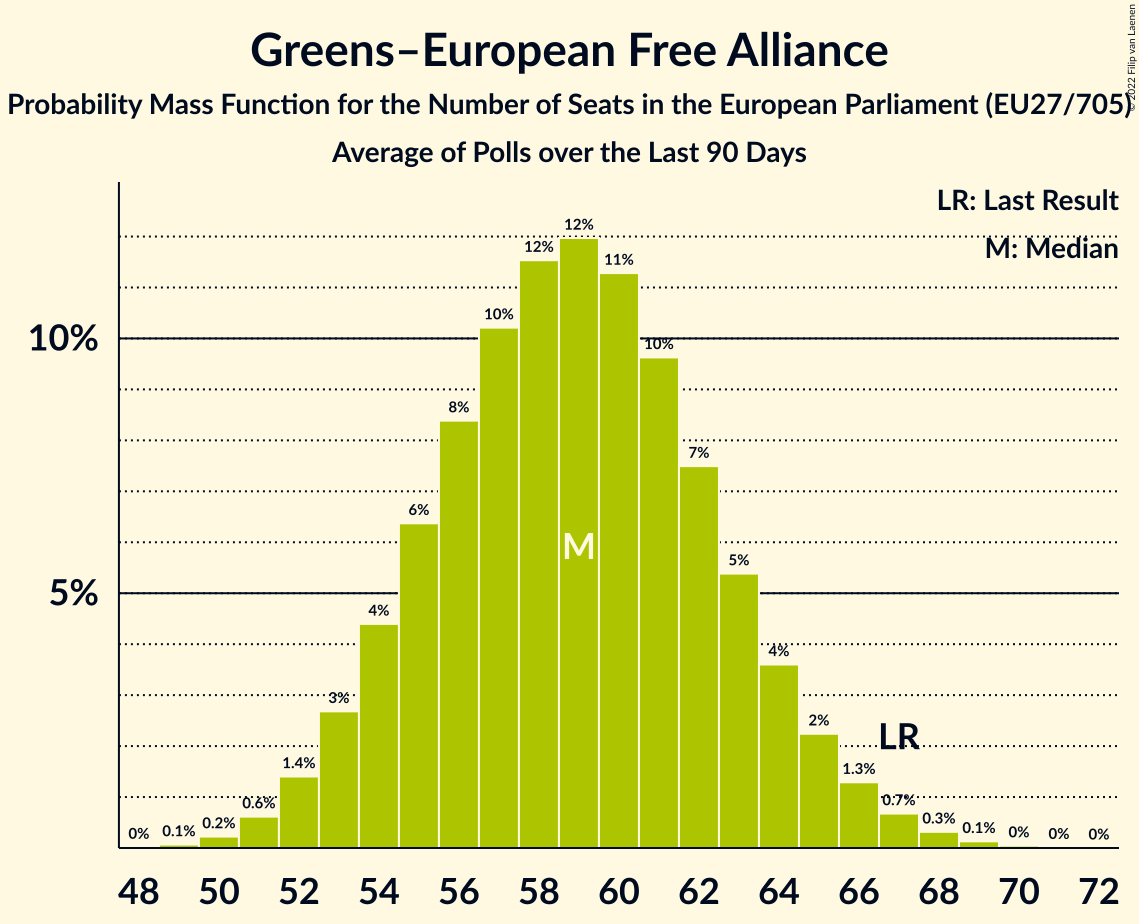 Greens–European Free Alliance
Probability Mass Function for the Number of Seats in the European Parliament (EU27/705)
Average of Polls over the Last 90 Days
© 2022 Filip van Laenen
LR: Last Result
M: Median
10%
5%
0% 0.1% 0.2% 0.6% 1.4% 3% 4% 6% 8% 10% 12% 12% 11% 10% 7% 5% 4% 2% 1.3% 0.7% 0.3% 0.1% 0% 0% 0%
M
LR
48 50 52 54 56 58 60 62 64 66 68 70 72